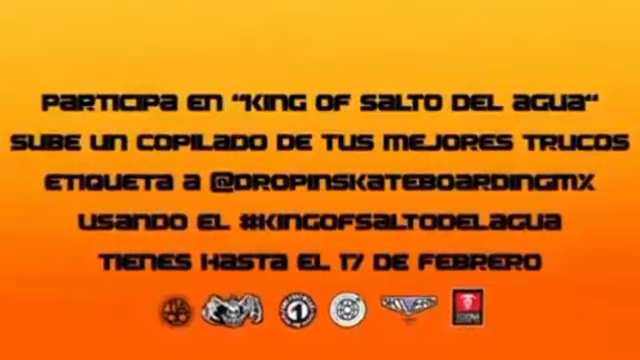 PARTICIPA EN "KING OF SALTO DEL AGUA"
SUBE UN COPILADO DE TUS MEJORES TRUCOS
ETIQUETA A @DROPINSKATEBOARDINGMX
USANDO EL #KINGOFSALTODELAGUA
TIENES HASTA EL 17 DE FEBRERO
1